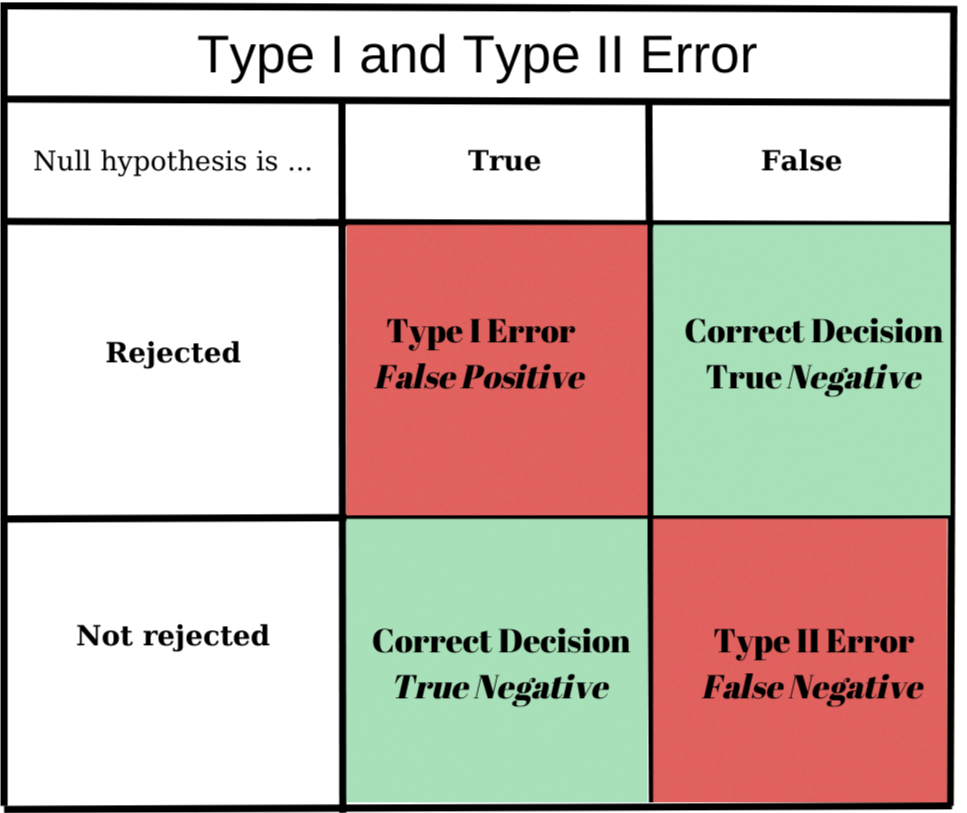 Type I and Type II Error
Null hypothesis is ...
True
False
Rejected
Type I Error
False Positive
Correct Decision
True Negative
Not rejected
Correct Decision
True Negative
Type II Error
False Negative